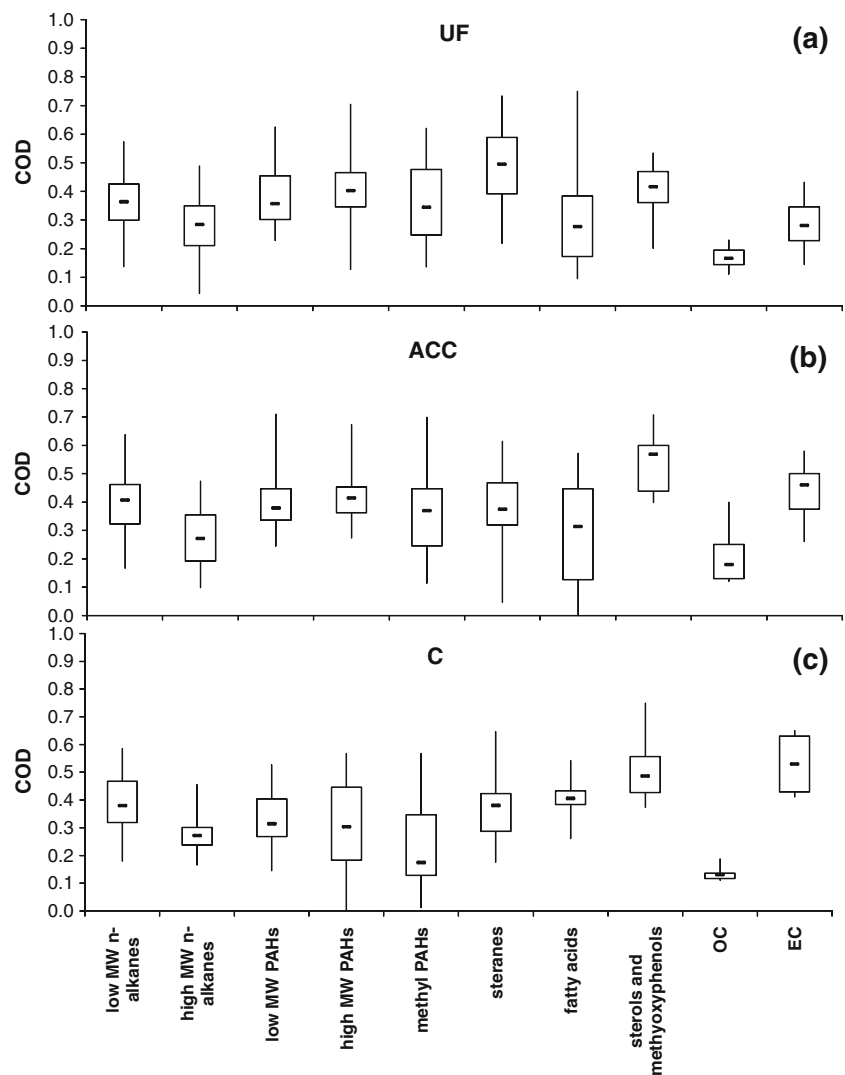 1.0
0.9
0.8
0.7
0.6
0.5
0.4
0.3
0.2
0.1
0.0
COD
UF
(a)
1.0
0.9
0.8
0.7
0.6
0.5
0.4
0.3
0.2
0.1
0.0
COD
ACC
(b)
1.0
0.9
0.8
0.7
0.6
0.5
0.4
0.3
0.2
0.1
0.0
COD
C
(c)
low MW n-
alkanes
high MW n-
alkanes
low MW PAHs
high MW PAHs
methyl PAHs
steranes
fatty acids
sterols and
methyoxyphenols
OC
EC